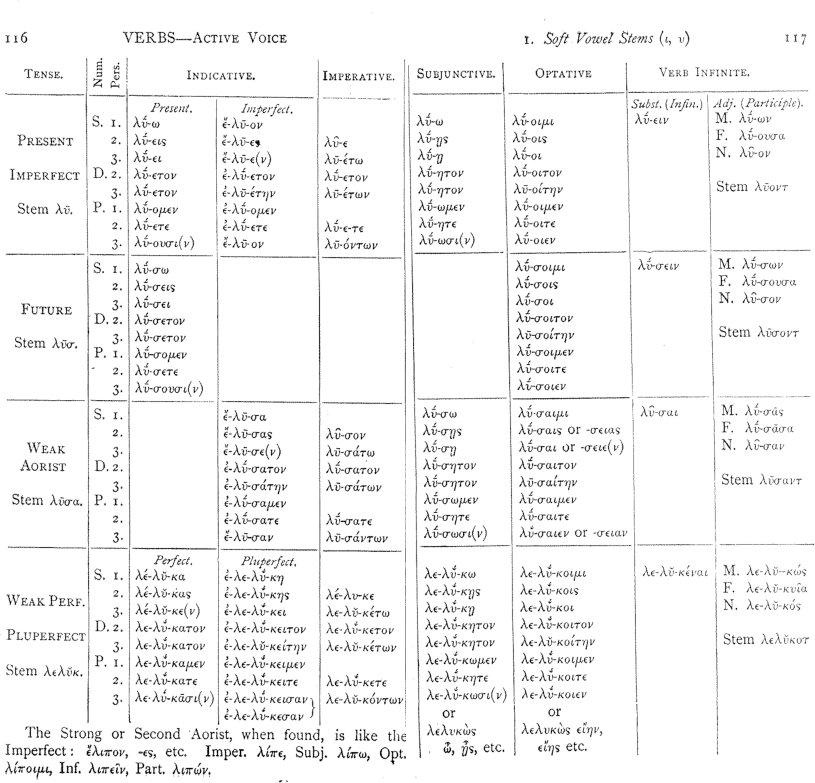 116 VERBS—ACTIVE VOICE 1. Soft Vowel Stems (ι, υ) 117
TENSE. Num. Pers. INDICATIVE. IMPERATIVE. SUBJUNCTIVE. OPTATIVE VERB INFINITE.
Present. Imperfect. Subst. (Infin.) Adj. (Participle).
S. 1. λῡ́-ω ἔ-λῡ-ον λῡ́-ω λῡ́-οιμι λῡ́-ειν M. λῡ́-ων
PRESENT 2. λῡ́-εις ἔ-λῡ-ες λῦ-ε λῡ́-ῃς λῡ́-οις F. λῡ́-ουσα
3. λῡ́-ει ἔ-λῡ-ε(ν) λῡ-έτω λῡ́-ῃ λῡ́-οι N. λῦ-ον
IMPERFECT D. 2. λῡ́-ετον ἐ-λῡ́-ετον λῡ́-ετον λῡ́-ητον λῡ́-οιτον
3. λῡ́-ετον ἐ-λῡ-έτην λῡ-έτων λῡ́-ητον λῡ-οίτην Stem λῡοντ
Stem λῡ. P. 1. λῡ́-ομεν ἐ-λῡ́-ομεν λῡ́-ωμεν λῡ́-οιμεν
2. λῡ́-ετε ἐ-λῡ́-ετε λῡ́-ε-τε λῡ́-ητε λῡ́-οιτε
3. λῡ́-ουσι(ν) ἔ-λῡ-ον λῡ-όντων λῡ́-ωσι(ν) λῡ́-οιεν
S. 1. λῡ́-σω λῡ́-σοιμι λῡ́-σειν M. λῡ́-σων
2. λῡ́-σεις λῡ́-σοις F. λῡ́-σουσα
FUTURE 3. λῡ́-σει λῡ́-σοι N. λῦ-σον
D. 2. λῡ́-σετον λῡ́-σοιτον
Stem λῡσ. 3. λῡ́-σετον λῡ-σοίτην Stem λῡσοντ
P. 1. λῡ́-σομεν λῡ́-σοιμεν
2. λῡ́-σετε λῡ́-σοιτε
3. λῡ́-σουσι(ν) λῡ́-σοιεν
S. 1. ἔ-λῡ-σα λῡ́-σω λῡ́-σαιμι λῦ-σαι M. λῡ́-σᾱς
2. ἔ-λῡ-σας λῦ-σον λῡ́-σῃς λῡ́-σαις or -σειας F. λῡ́-σᾱσα
WEAK 3. ἔ-λῡ-σε(ν) λῡ-σάτω λῡ́-σῃ λῡ́-σαι or -σειε(ν) N. λῦ-σαν
AORIST D. 2. ἐ-λῡ́-σατον λῡ́-σατον λῡ́-σητον λῡ́-σαιτον
3. ἐ-λῡ-σάτην λῡ-σάτων λῡ́-σητον λῡ-σαίτην Stem λῡσαντ
Stem λῡσα. P. 1. ἐ-λῡ́-σαμεν λῡ́-σωμεν λῡ́-σαιμεν
2. ἐ-λῡ́-σατε λῡ́-σατε λῡ́-σητε λῡ́-σαιτε
3. ἔ-λῡ-σαν λῡ-σάντων λῡ́-σωσι(ν) λῡ́-σαιεν or -σειαν
Perfect. Pluperfect.
S. 1. λέ-λῠ-κα ἐ-λε-λῠ́-κη λε-λῠ́-κω λε-λῠ́-κοιμι λε-λῠ-κέναι M. λε-λῠ-κώς
WEAK PERF. 2. λέ-λῠ-κας ἐ-λε-λῠ́-κης λέ-λυ-κε λε-λῠ́-κῃς λε-λῠ́-κοις F. λε-λῠ-κυῖα
3. λέ-λῠ-κε(ν) ἐ-λε-λῠ́-κει λε-λῠ-κέτω λε-λῠ́-κῃ λε-λῠ́-κοι N. λε-λῠ-κός
PLUPERFECT D. 2. λε-λῠ́-κατον ἐ-λε-λῠ́-κειτον λε-λῠ́-κετον λε-λῠ́-κητον λε-λῠ́-κοιτον
3. λε-λῠ́-κατον ἐ-λε-λῠ-κείτην λε-λῠ-κέτων λε-λῠ́-κητον λε-λῠ-κοίτην Stem λελῠκοτ
Stem λελῠκ. P. 1. λε-λῠ́-καμεν ἐ-λε-λῠ́-κειμεν λε-λῠ́-κωμεν λε-λῠ́-κοιμεν
2. λε-λῠ́-κατε ἐ-λε-λῠ́-κειτε λε-λῠ́-κετε λε-λῠ́-κητε λε-λῠ́-κοιτε
3. λε-λῠ́-κᾱσι(ν) ἐ-λε-λῠ́-κεισαν λε-λῠ-κόντων λε-λῠ́-κωσι(ν) λε-λῠ́-κοιεν
ἐ-λε-λῠ́-κεσαν or or
λελυκὼς λελυκὼς εἴην,
ὦ, ᾖς, etc. εἴης etc.
The Strong or Second Aorist, when found, is like the
Imperfect: ἔλιπον, -ες, etc. Imper. λίπε, Subj. λίπω, Opt.
λίποιμι, Inf. λιπεῖν, Part. λιπών.